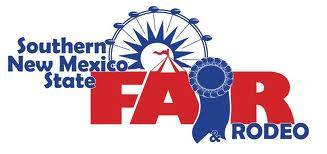 Southern
New Mexico
State
FAIR
& RODEO